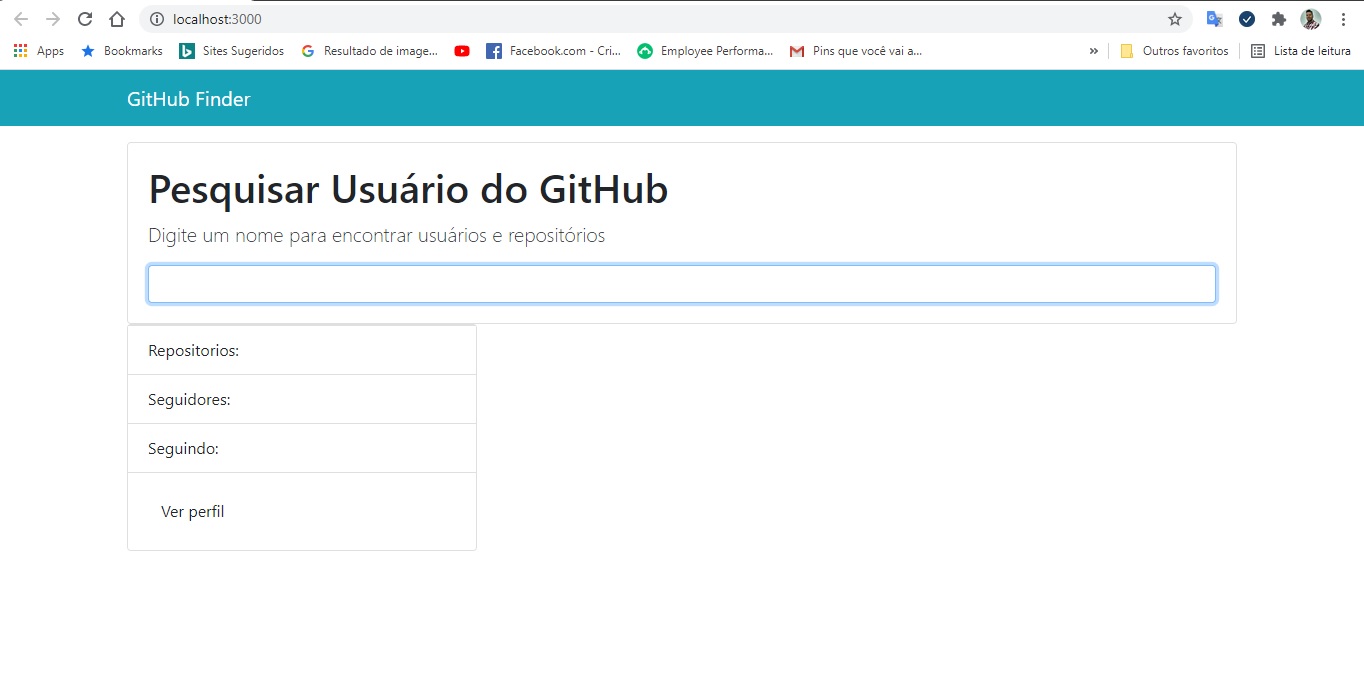 localhost:3000
Apps Bookmarks Sites Sugeridos Resultado de image... Facebook.com - Cri... Employee Performa... Pins que você vai a... » Outros favoritos Lista de leitura
GitHub Finder
Pesquisar Usuário do GitHub
Digite um nome para encontrar usuários e repositórios
Repositorios:
Seguidores:
Seguindo:
Ver perfil